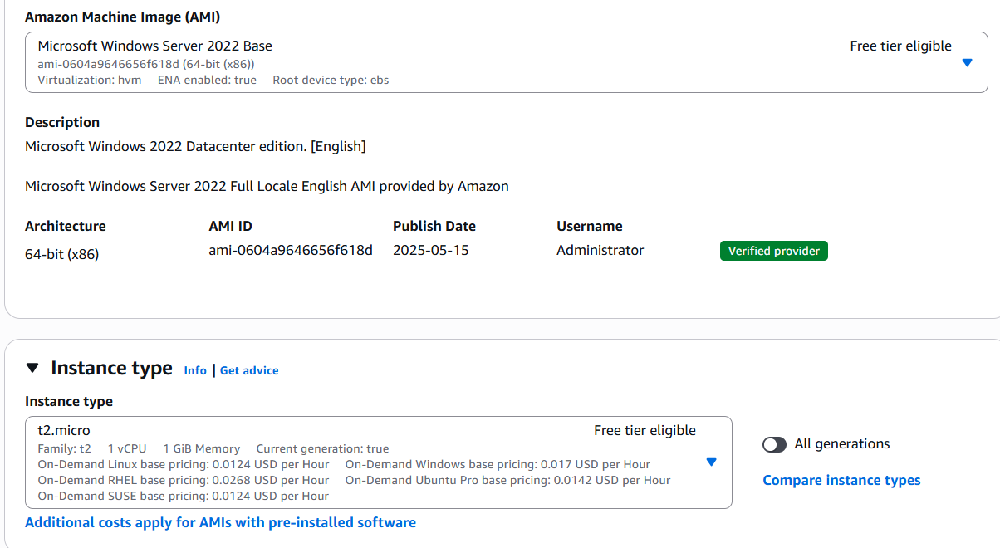 Amazon Machine Image (AMI)
Microsoft Windows Server 2022 Base Free tier eligible
ami-0604a9646656f618d (64-bit (x86))
Virtualization: hvm ENA enabled: true Root device type: ebs
Description
Microsoft Windows 2022 Datacenter edition. [English]
Microsoft Windows Server 2022 Full Locale English AMI provided by Amazon
Architecture AMI ID Publish Date Username
64-bit (x86) ami-0604a9646656f618d 2025-05-15 Administrator Verified provider
Instance type Info | Get advice
Instance type
t2.micro Free tier eligible
Family: t2 1 vCPU 1 GiB Memory Current generation: true
On-Demand Linux base pricing: 0.0124 USD per Hour On-Demand Windows base pricing: 0.017 USD per Hour
On-Demand RHEL base pricing: 0.0268 USD per Hour On-Demand Ubuntu Pro base pricing: 0.0142 USD per Hour
On-Demand SUSE base pricing: 0.0124 USD per Hour
All generations
Compare instance types
Additional costs apply for AMIs with pre-installed software